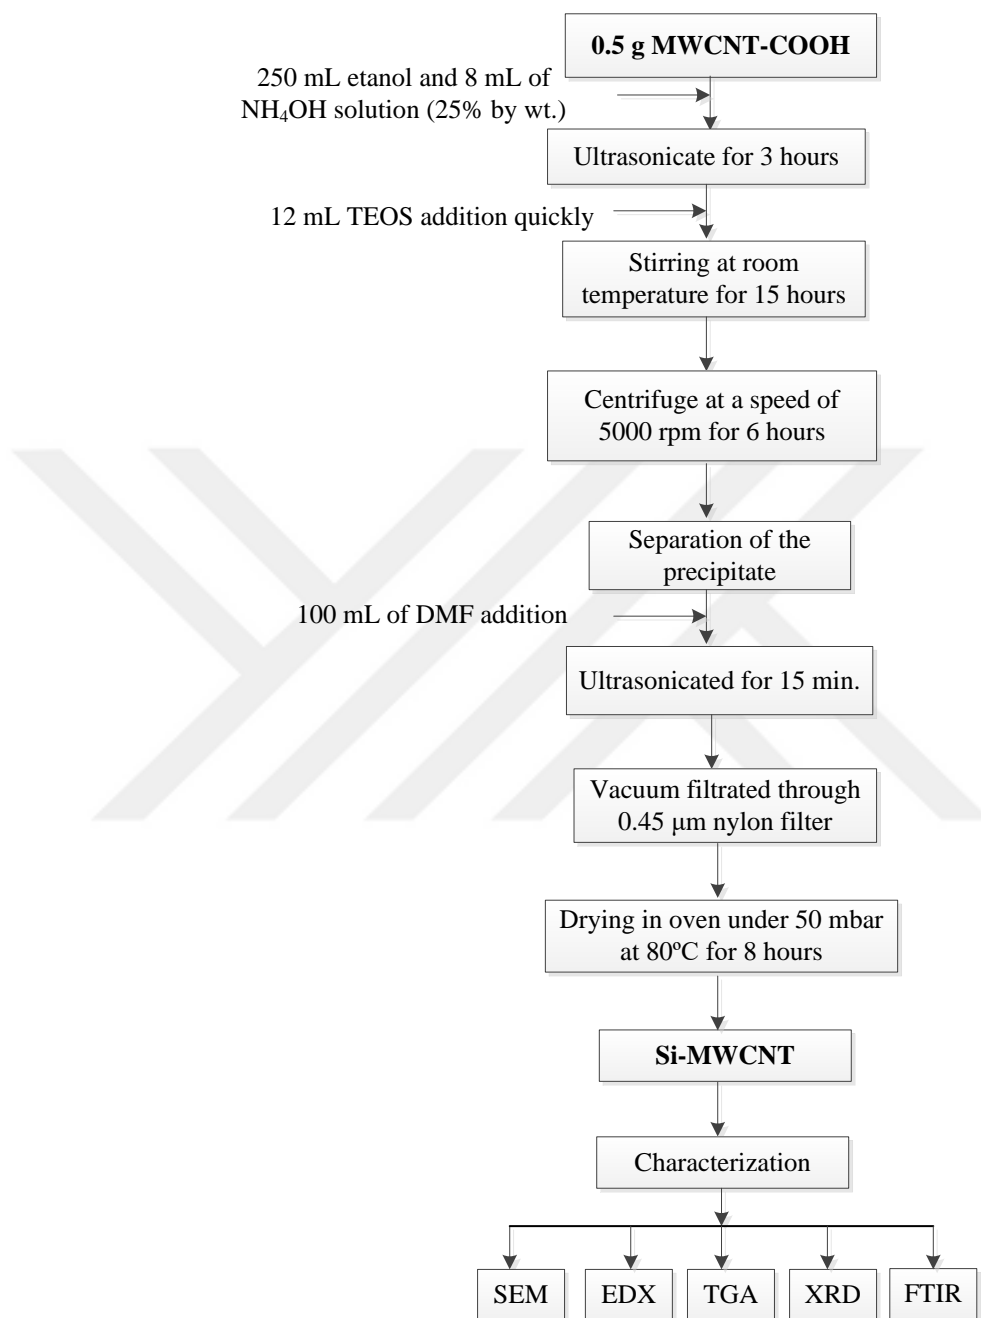 0.5 g MWCNT-COOH
250 mL etanol and 8 mL of
NH₄OH solution (25% by wt.)
Ultrasonicate for 3 hours
12 mL TEOS addition quickly
Stirring at room
temperature for 15 hours
Centrifuge at a speed of
5000 rpm for 6 hours
Separation of the
precipitate
100 mL of DMF addition
Ultrasonicated for 15 min.
Vacuum filtrated through
0.45 μm nylon filter
Drying in oven under 50 mbar
at 80ºC for 8 hours
Si-MWCNT
Characterization
SEM
EDX
TGA
XRD
FTIR